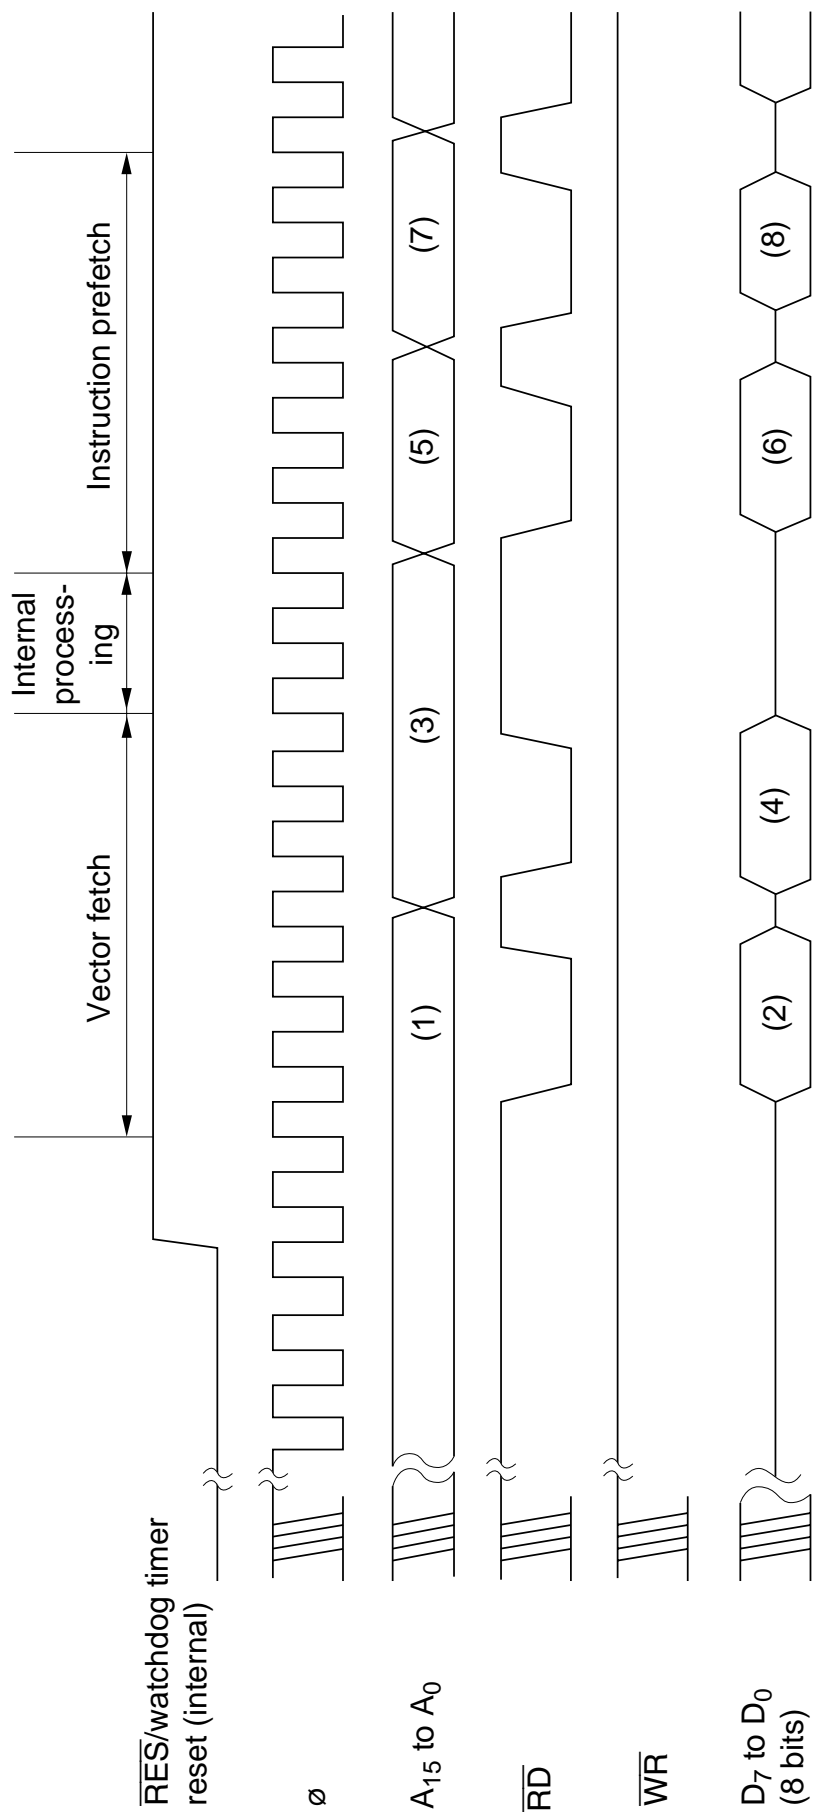 Vector fetch
Internal
process-
ing
Instruction prefetch
RES/watchdog timer
reset (internal)
ø
A15 to A0
(1)
(3)
(5)
(7)
RD
WR
D7 to D0
(8 bits)
(2)
(4)
(6)
(8)